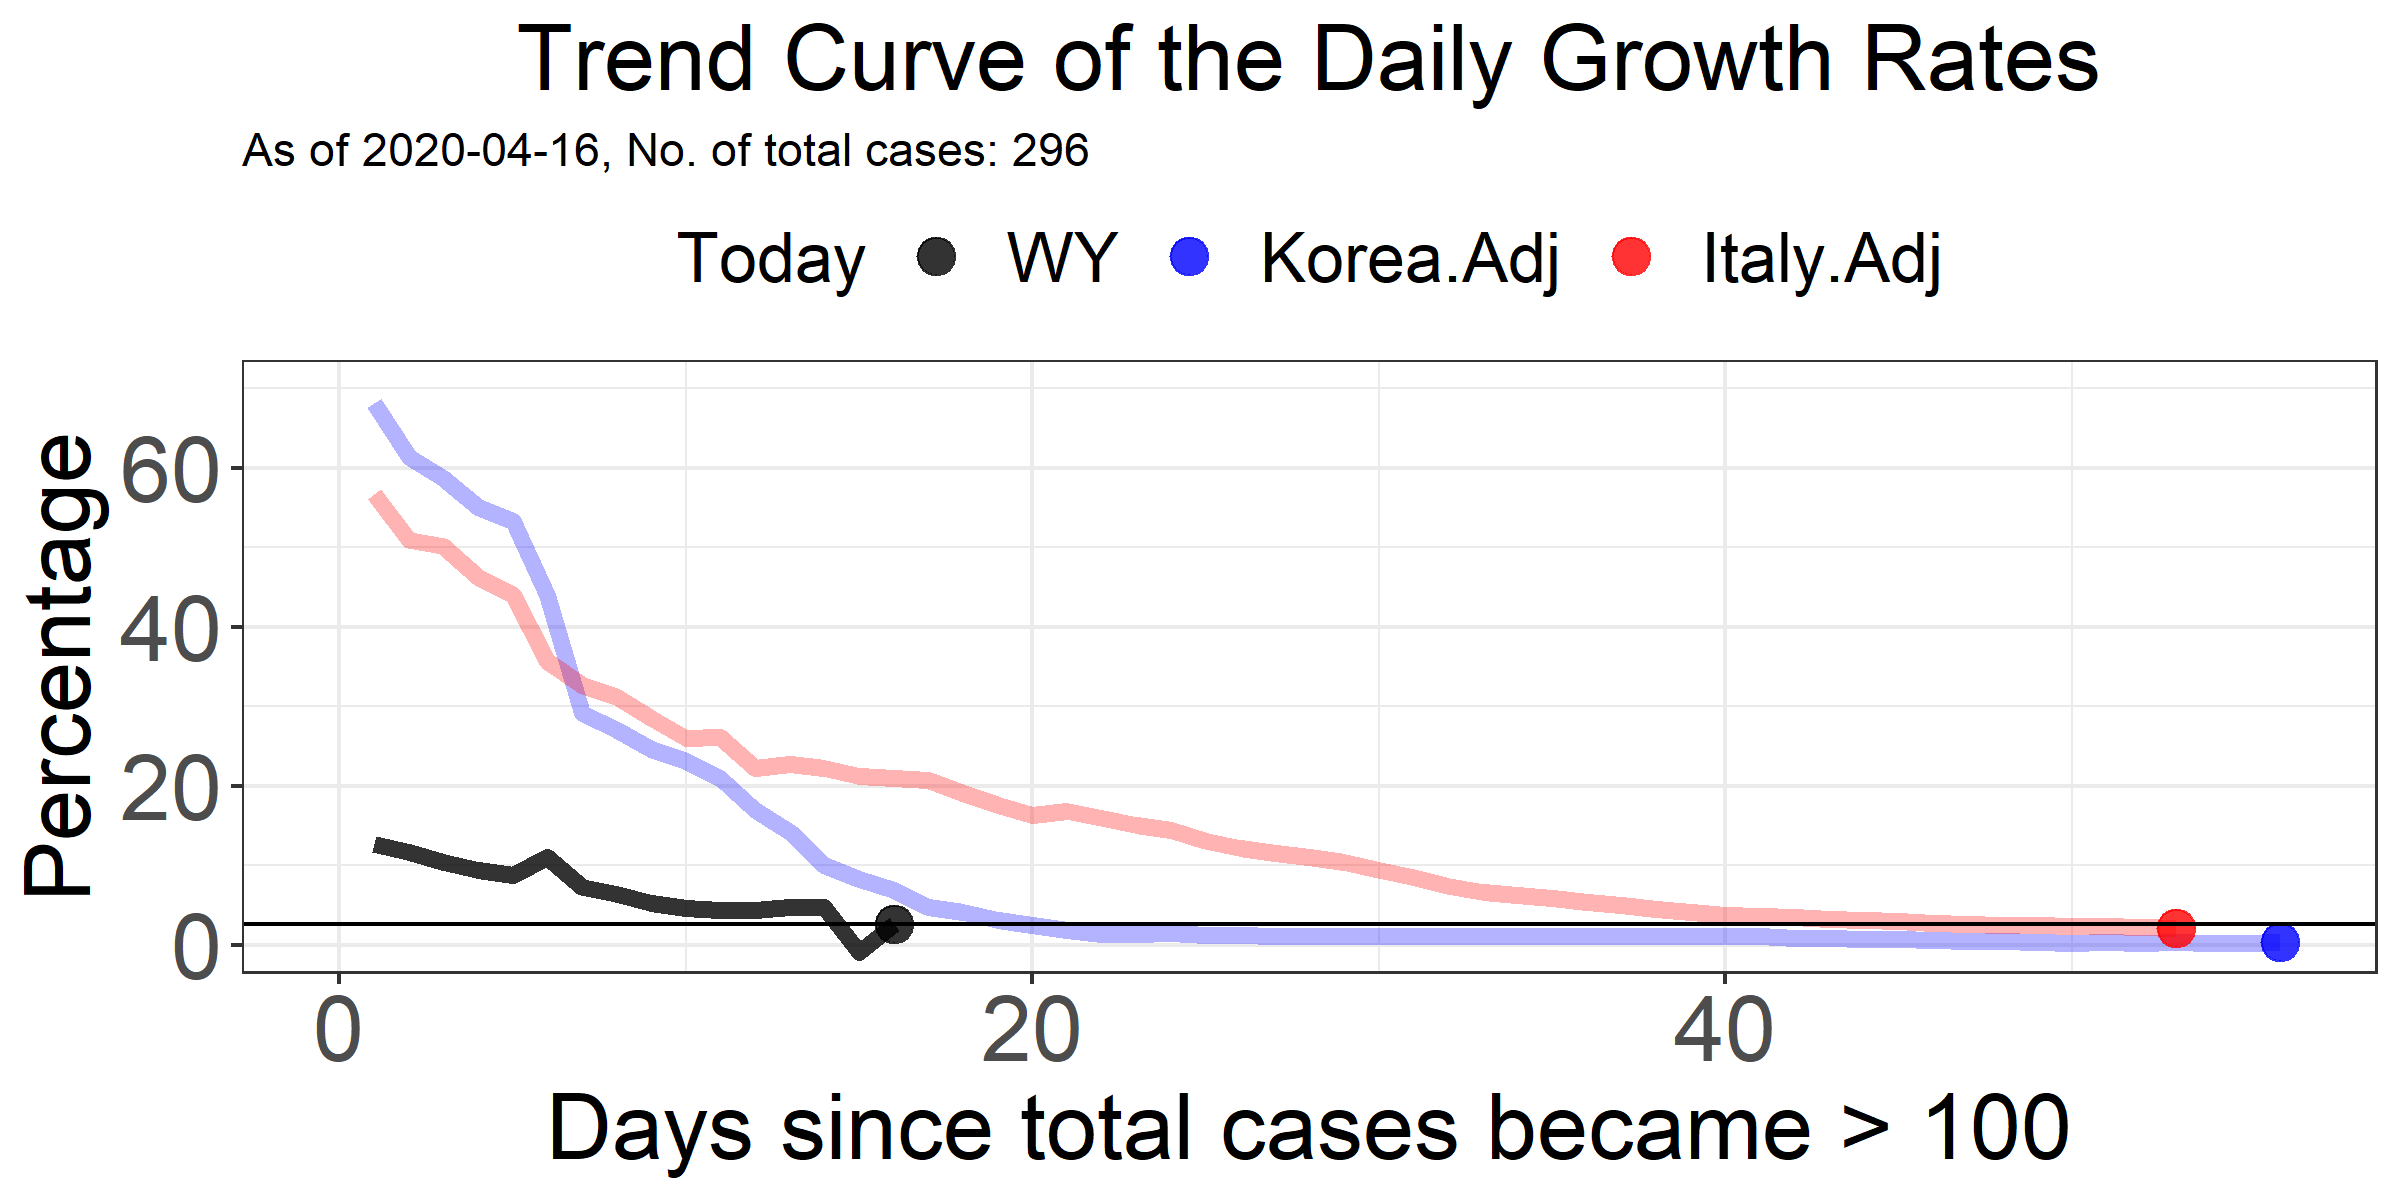 Trend Curve of the Daily Growth Rates
As of 2020-04-16, No. of total cases: 296
Today WY Korea.Adj Italy.Adj
Percentage
60
40
20
0
0 20 40
Days since total cases became > 100